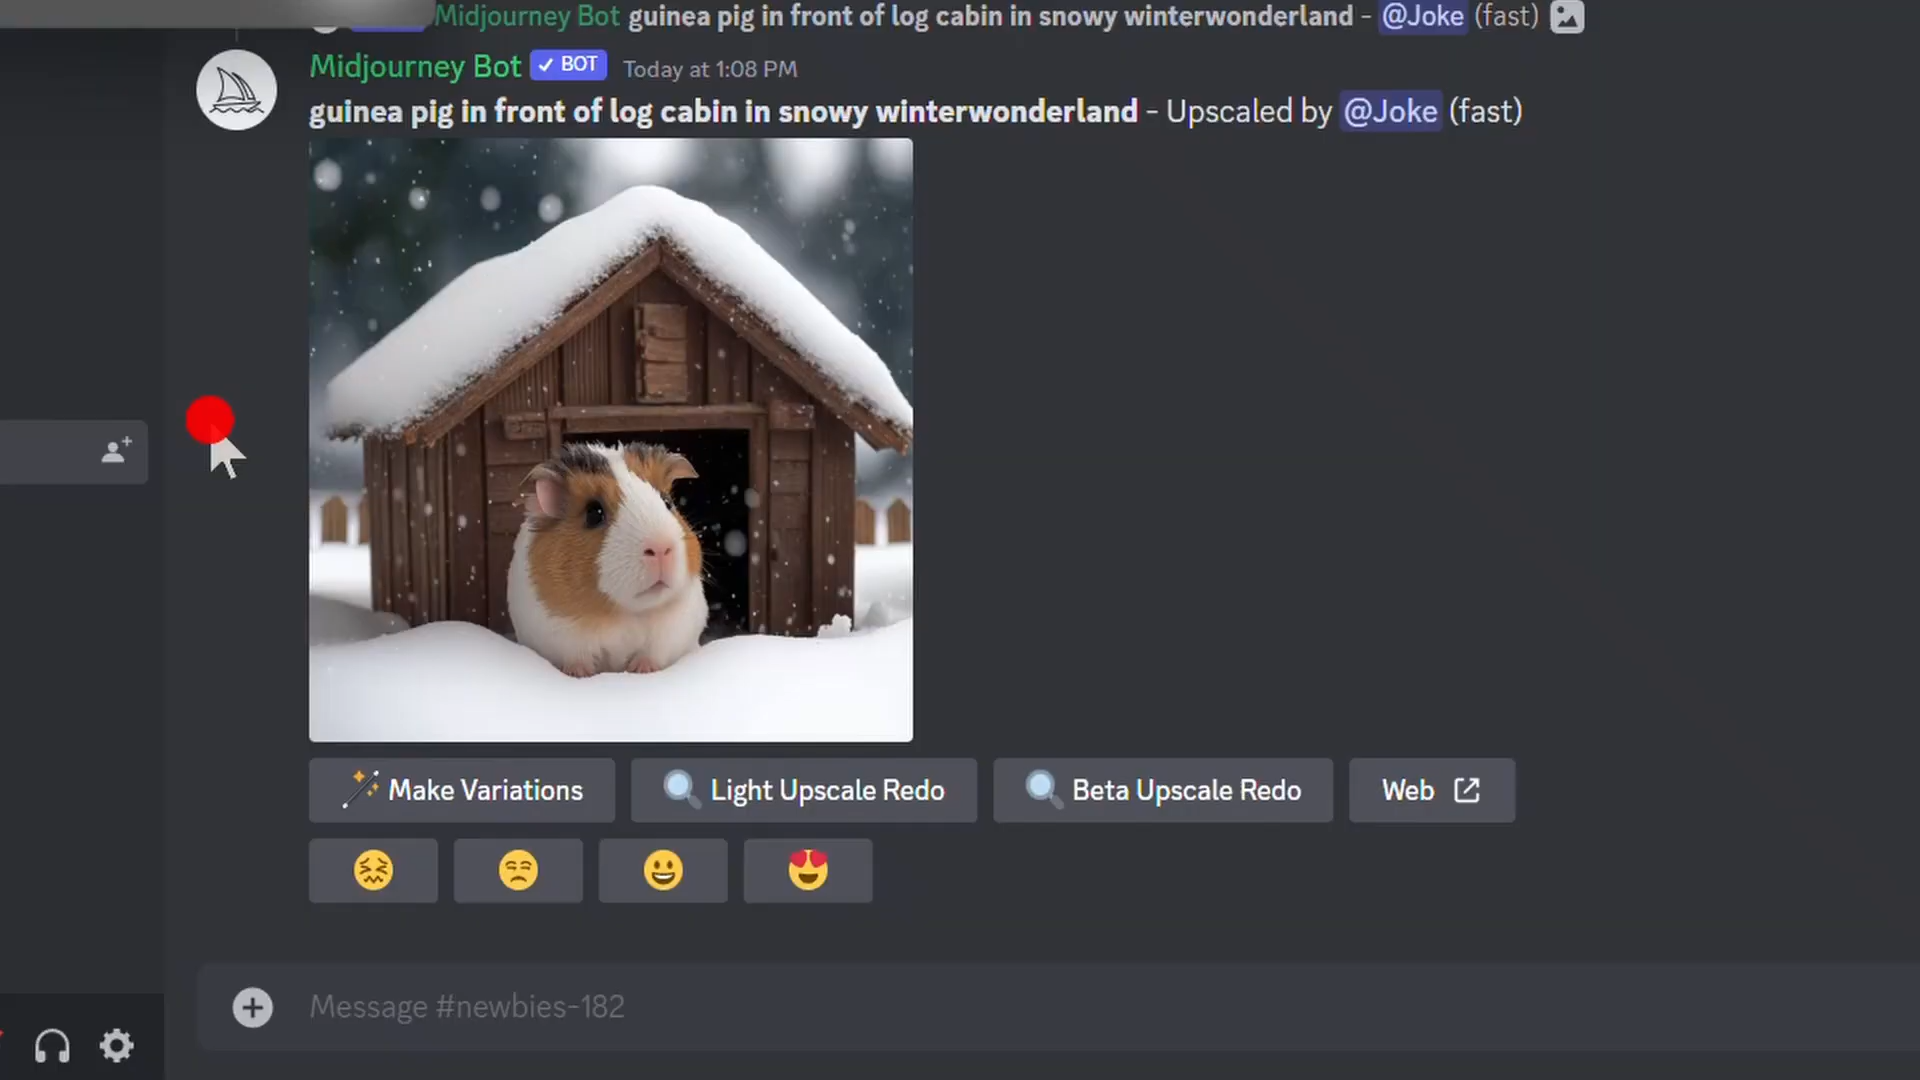 Midjourney Bot guinea pig in front of log cabin in snowy winterwonderland - @Joke (fast)
Midjourney Bot ✓ BOT Today at 1:08 PM
guinea pig in front of log cabin in snowy winterwonderland - Upscaled by @Joke (fast)
Make Variations Light Upscale Redo Beta Upscale Redo Web
Message #newbies-182